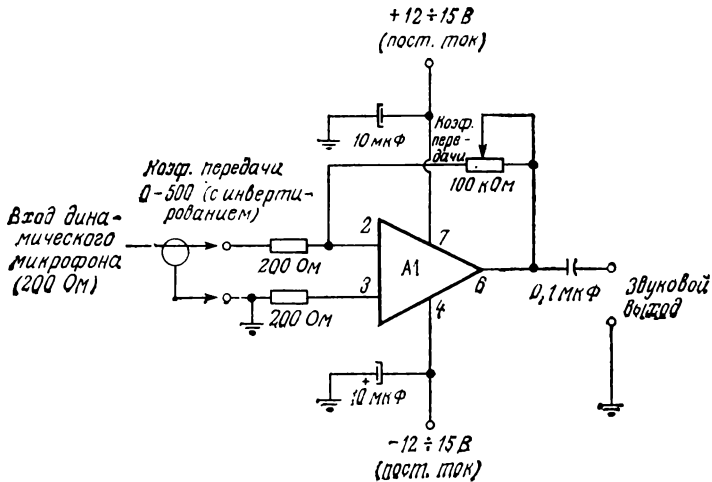 +12÷15 В
(пост. ток)
10 мкФ
Коэф.
пере-
дачи
100 кОм
Коэф. передачи
0-500 (с инверти-
рованием)
Вход дина-
мического
микрофона
(200 Ом)
2
200 Ом
3
200 Ом
A1
7
6
4
0,1 мкФ
Звуковой
выход
+
10 мкФ
-12÷15 В
(пост. ток)